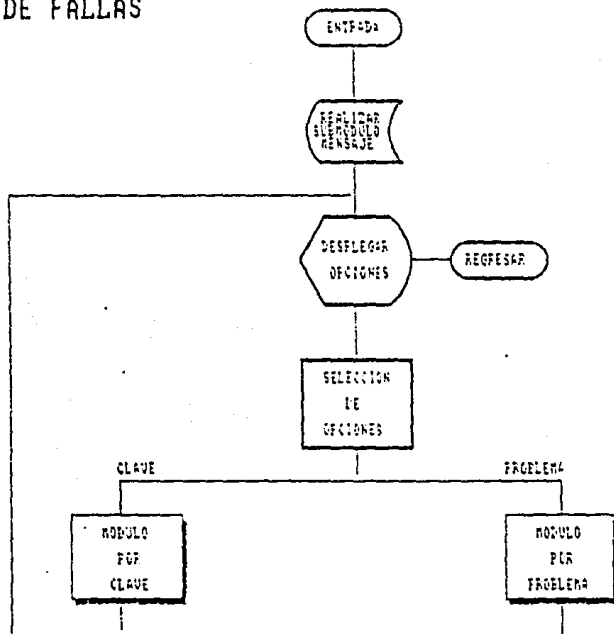 DE FALLAS
ENTRADA
REALIZAR
SUBMODULO
MENSAJE
DESPLEGAR
OPCIONES
REGRESAR
SELECCION
DE
OPCIONES
CLAVE
PROBLEMA
MODULO
POR
CLAVE
MODULO
POR
PROBLEMA